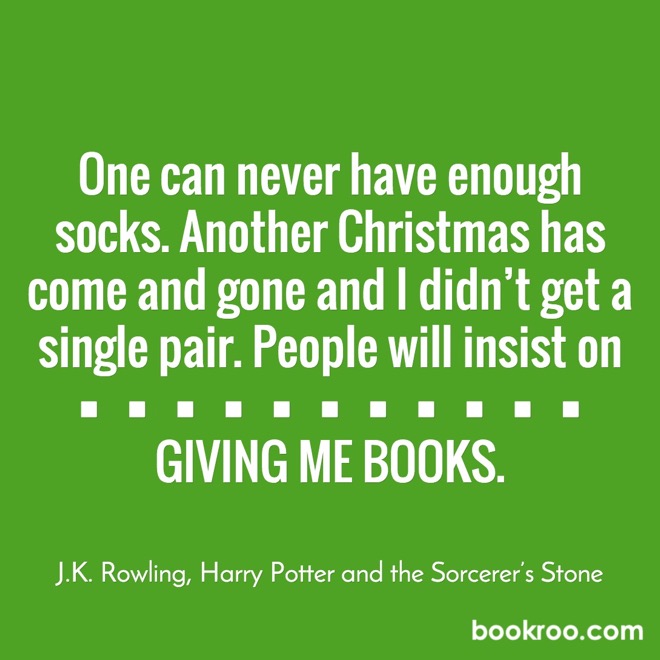 One can never have enough
socks. Another Christmas has
come and gone and I didn’t get a
single pair. People will insist on
GIVING ME BOOKS.
J.K. Rowling, Harry Potter and the Sorcerer’s Stone
bookroo.com